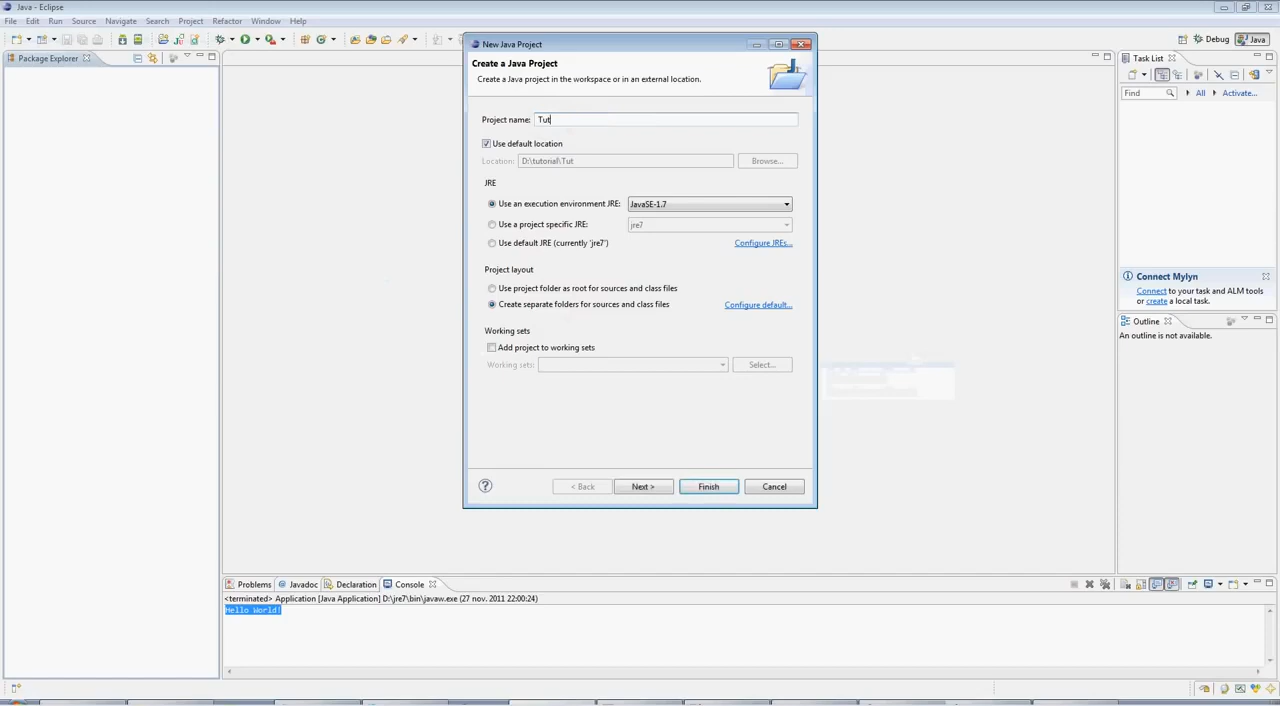 Java - Eclipse
File Edit Run Source Navigate Search Project Refactor Window Help
Debug Java
Package Explorer
New Java Project
Create a Java Project
Create a Java project in the workspace or in an external location.
Project name: Tut
Use default location
Location: D:\tutorial\Tut Browse...
JRE
Use an execution environment JRE: JavaSE-1.7
Use a project specific JRE: jre7
Use default JRE (currently 'jre7') Configure JREs...
Project layout
Use project folder as root for sources and class files
Create separate folders for sources and class files Configure default...
Working sets
Add project to working sets
Working sets: Select...
< Back Next > Finish Cancel
Task List
Find All Activate...
Connect Mylyn
Connect to your task and ALM tools
or create a local task.
Outline
An outline is not available.
Problems Javadoc Declaration Console
<terminated> Application [Java Application] D:\jre7\bin\javaw.exe (27 nov. 2011 22:00:24)
Hello World!